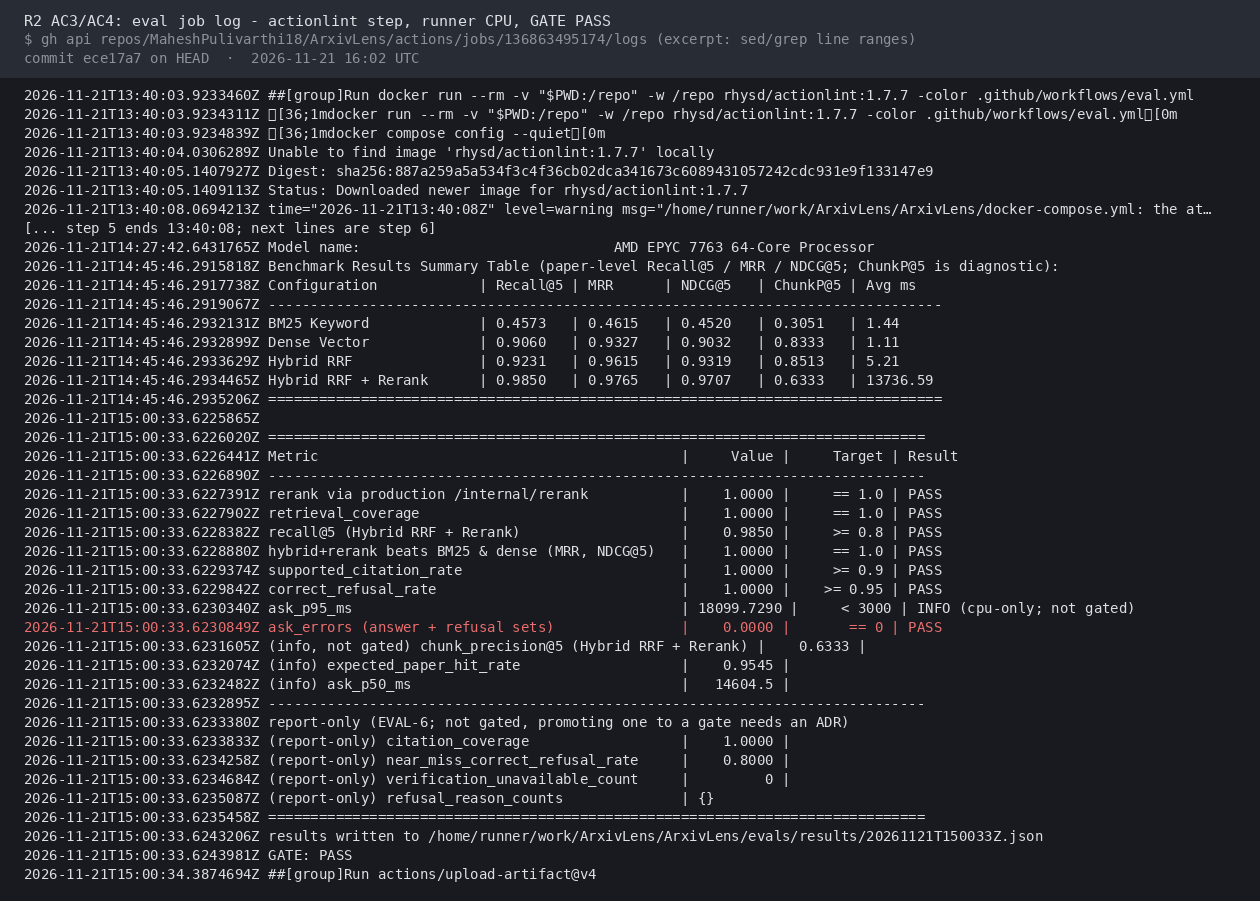 R2 AC3/AC4: eval job log - actionlint step, runner CPU, GATE PASS
$ gh api repos/MaheshPulivarthi18/ArxivLens/actions/jobs/136863495174/logs (excerpt: sed/grep line ranges)
commit ece17a7 on HEAD  ·  2026-11-21 16:02 UTC
2026-11-21T13:40:03.9233460Z ##[group]Run docker run --rm -v "$PWD:/repo" -w /repo rhysd/actionlint:1.7.7 -color .github/workflows/eval.yml
2026-11-21T13:40:03.9234311Z [36;1mdocker run --rm -v "$PWD:/repo" -w /repo rhysd/actionlint:1.7.7 -color .github/workflows/eval.yml[0m
2026-11-21T13:40:03.9234839Z [36;1mdocker compose config --quiet[0m
2026-11-21T13:40:04.0306289Z Unable to find image 'rhysd/actionlint:1.7.7' locally
2026-11-21T13:40:05.1407927Z Digest: sha256:887a259a5a534f3c4f36cb02dca341673c6089431057242cdc931e9f133147e9
2026-11-21T13:40:05.1409113Z Status: Downloaded newer image for rhysd/actionlint:1.7.7
2026-11-21T13:40:08.0694213Z time="2026-11-21T13:40:08Z" level=warning msg="/home/runner/work/ArxivLens/ArxivLens/docker-compose.yml: the at…
[... step 5 ends 13:40:08; next lines are step 6]
2026-11-21T14:27:42.6431765Z Model name:                              AMD EPYC 7763 64-Core Processor
2026-11-21T14:45:46.2915818Z Benchmark Results Summary Table (paper-level Recall@5 / MRR / NDCG@5; ChunkP@5 is diagnostic):
2026-11-21T14:45:46.2917738Z Configuration            | Recall@5 | MRR      | NDCG@5   | ChunkP@5 | Avg ms
2026-11-21T14:45:46.2919067Z --------------------------------------------------------------------------------
2026-11-21T14:45:46.2932131Z BM25 Keyword             | 0.4573   | 0.4615   | 0.4520   | 0.3051   | 1.44
2026-11-21T14:45:46.2932899Z Dense Vector             | 0.9060   | 0.9327   | 0.9032   | 0.8333   | 1.11
2026-11-21T14:45:46.2933629Z Hybrid RRF               | 0.9231   | 0.9615   | 0.9319   | 0.8513   | 5.21
2026-11-21T14:45:46.2934465Z Hybrid RRF + Rerank      | 0.9850   | 0.9765   | 0.9707   | 0.6333   | 13736.59
2026-11-21T14:45:46.2935206Z ================================================================================
2026-11-21T15:00:33.6225865Z
2026-11-21T15:00:33.6226020Z ==============================================================================
2026-11-21T15:00:33.6226441Z Metric                                           |     Value |     Target | Result
2026-11-21T15:00:33.6226890Z ------------------------------------------------------------------------------
2026-11-21T15:00:33.6227391Z rerank via production /internal/rerank           |    1.0000 |     == 1.0 | PASS
2026-11-21T15:00:33.6227902Z retrieval_coverage                               |    1.0000 |     == 1.0 | PASS
2026-11-21T15:00:33.6228382Z recall@5 (Hybrid RRF + Rerank)                   |    0.9850 |     >= 0.8 | PASS
2026-11-21T15:00:33.6228880Z hybrid+rerank beats BM25 & dense (MRR, NDCG@5)   |    1.0000 |     == 1.0 | PASS
2026-11-21T15:00:33.6229374Z supported_citation_rate                          |    1.0000 |     >= 0.9 | PASS
2026-11-21T15:00:33.6229842Z correct_refusal_rate                             |    1.0000 |    >= 0.95 | PASS
2026-11-21T15:00:33.6230340Z ask_p95_ms                                       | 18099.7290 |     < 3000 | INFO (cpu-only; not gated)
2026-11-21T15:00:33.6230849Z ask_errors (answer + refusal sets)               |    0.0000 |       == 0 | PASS
2026-11-21T15:00:33.6231605Z (info, not gated) chunk_precision@5 (Hybrid RRF + Rerank) |    0.6333 |
2026-11-21T15:00:33.6232074Z (info) expected_paper_hit_rate                   |    0.9545 |
2026-11-21T15:00:33.6232482Z (info) ask_p50_ms                                |   14604.5 |
2026-11-21T15:00:33.6232895Z ------------------------------------------------------------------------------
2026-11-21T15:00:33.6233380Z report-only (EVAL-6; not gated, promoting one to a gate needs an ADR)
2026-11-21T15:00:33.6233833Z (report-only) citation_coverage                  |    1.0000 |
2026-11-21T15:00:33.6234258Z (report-only) near_miss_correct_refusal_rate     |    0.8000 |
2026-11-21T15:00:33.6234684Z (report-only) verification_unavailable_count     |         0 |
2026-11-21T15:00:33.6235087Z (report-only) refusal_reason_counts              | {}
2026-11-21T15:00:33.6235458Z ==============================================================================
2026-11-21T15:00:33.6243206Z results written to /home/runner/work/ArxivLens/ArxivLens/evals/results/20261121T150033Z.json
2026-11-21T15:00:33.6243981Z GATE: PASS
2026-11-21T15:00:34.3874694Z ##[group]Run actions/upload-artifact@v4